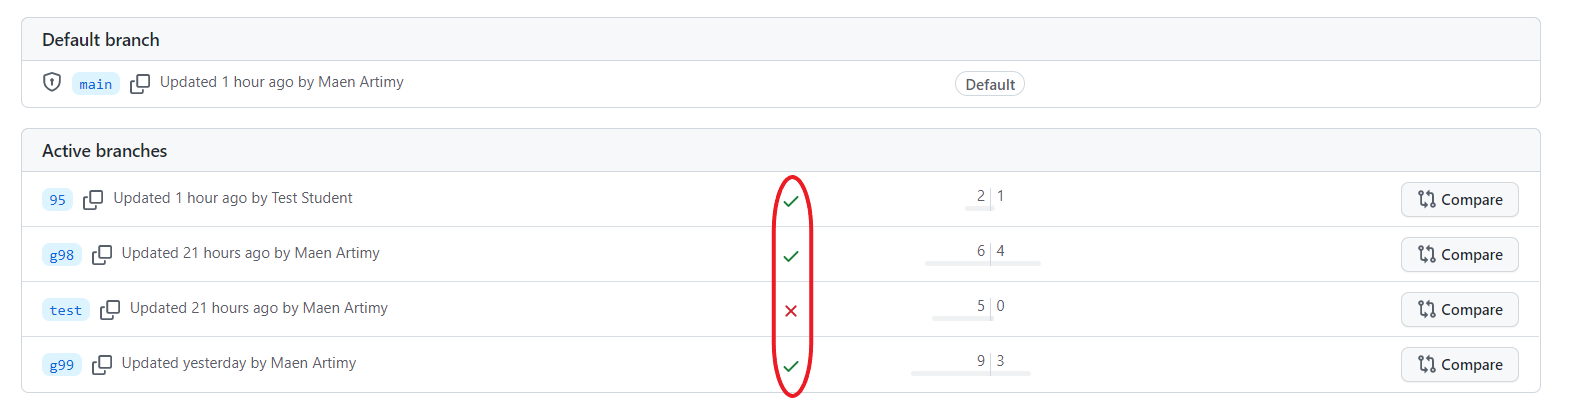 Default branch
main Updated 1 hour ago by Maen Artimy Default
Active branches
95 Updated 1 hour ago by Test Student 2 1 Compare
g98 Updated 21 hours ago by Maen Artimy 6 4 Compare
test Updated 21 hours ago by Maen Artimy 5 0 Compare
g99 Updated yesterday by Maen Artimy 9 3 Compare